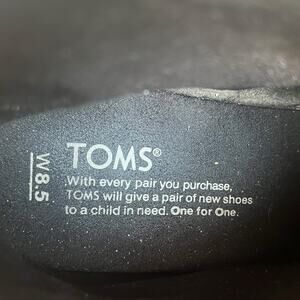 W8.5
TOMS®
With every pair you purchase,
TOMS will give a pair of new shoes
to a child in need. One for One.